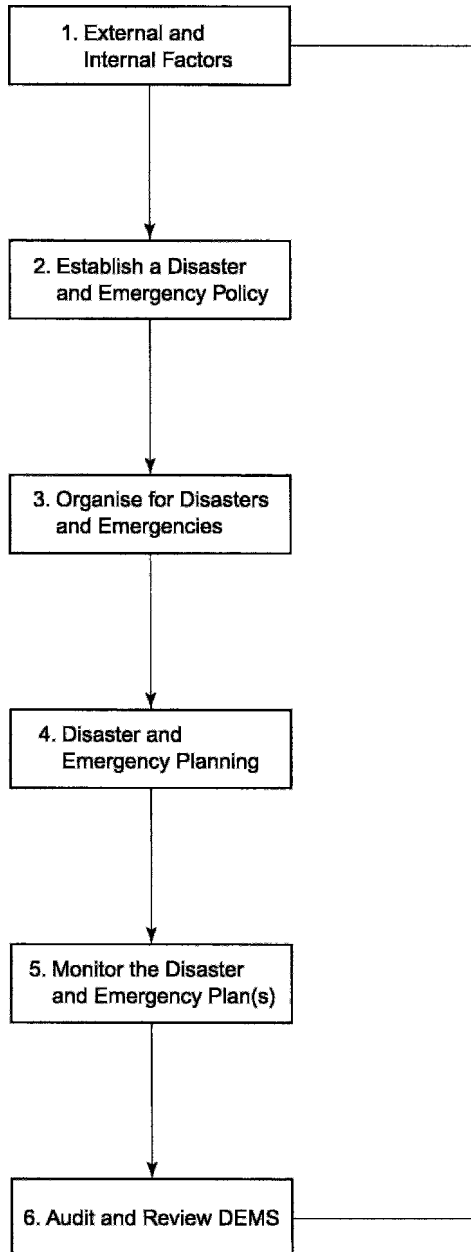 1. External and
Internal Factors
2. Establish a Disaster
and Emergency Policy
3. Organise for Disasters
and Emergencies
4. Disaster and
Emergency Planning
5. Monitor the Disaster
and Emergency Plan(s)
6. Audit and Review DEMS